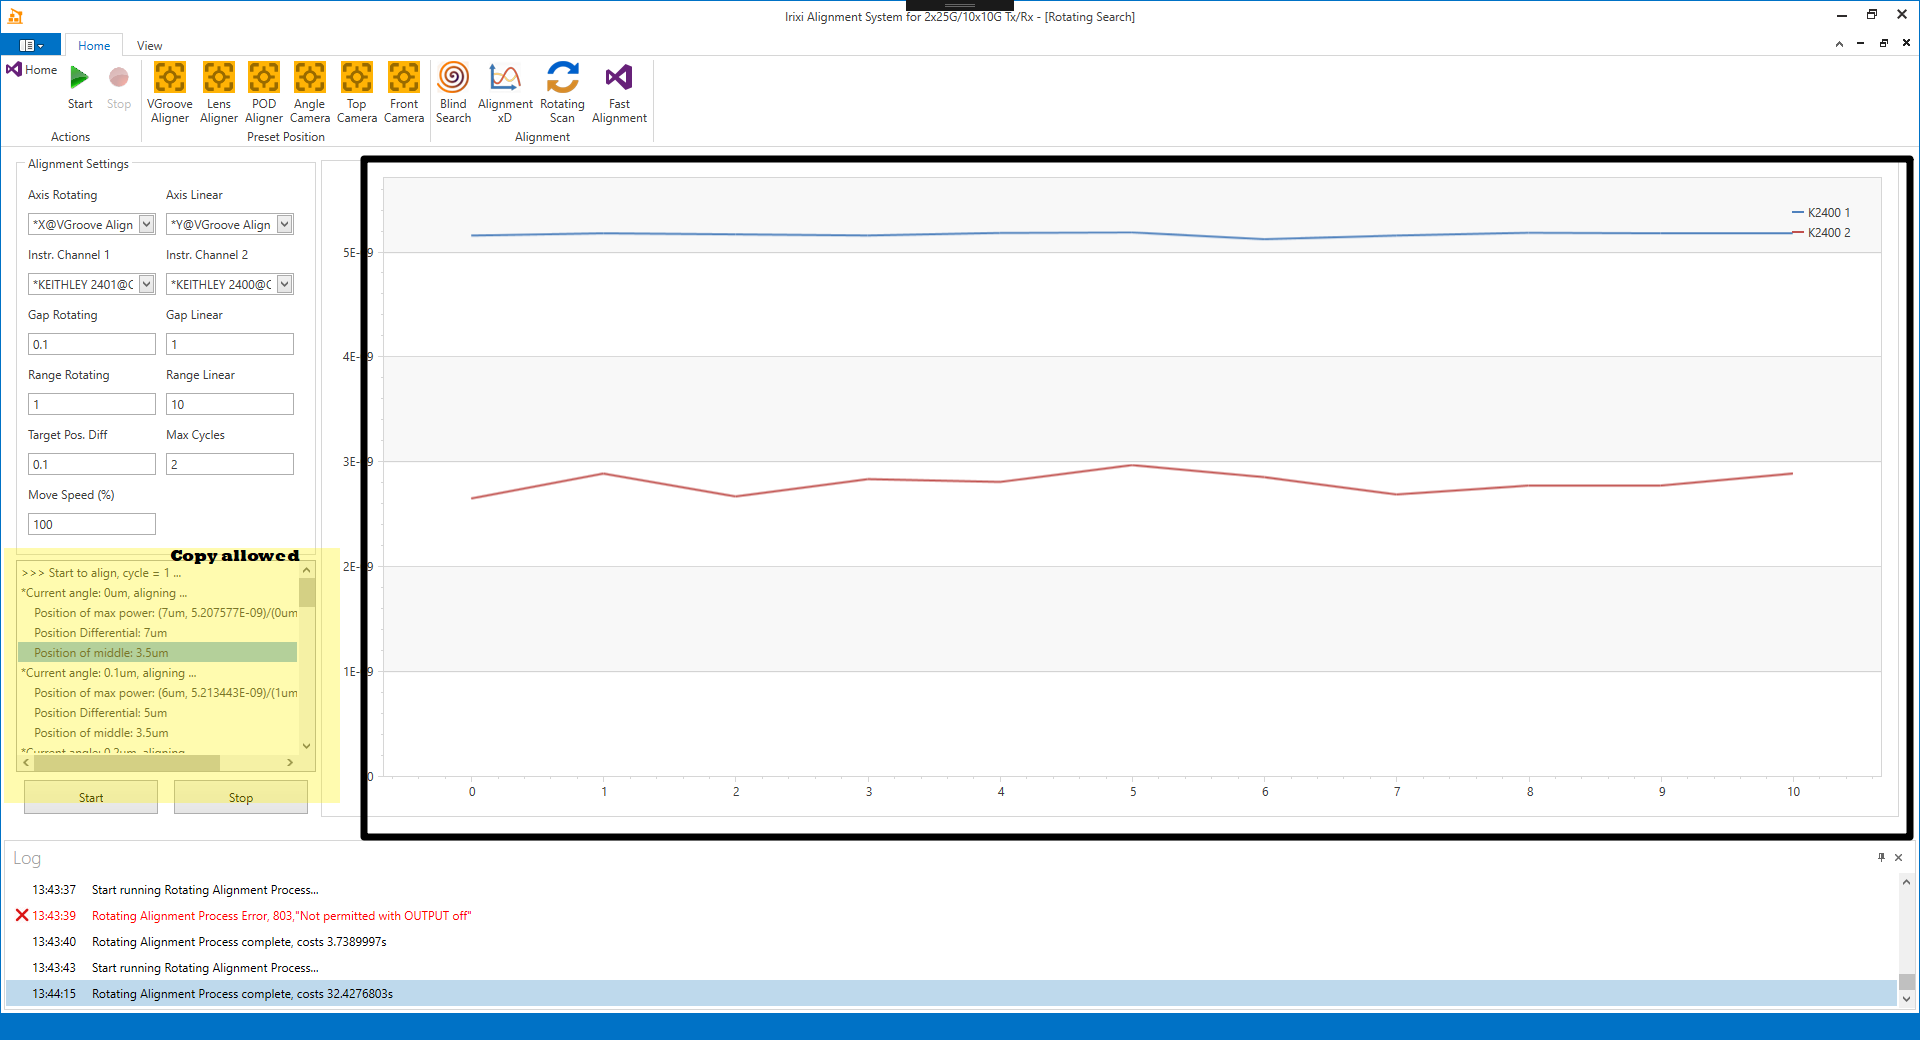 Irixi Alignment System for 2x25G/10x10G Tx/Rx - [Rotating Search]
Home View
Home
Start
Stop
Actions
VGroove Aligner
Lens Aligner
POD Aligner
Angle Camera
Top Camera
Front Camera
Preset Position
Blind Search
Alignment xD
Rotating Scan
Fast Alignment
Alignment
Alignment Settings
Axis Rotating Axis Linear
*X@VGroove Align *Y@VGroove Align
Instr. Channel 1 Instr. Channel 2
*KEITHLEY 2401@C *KEITHLEY 2400@C
Gap Rotating Gap Linear
0.1 1
Range Rotating Range Linear
1 10
Target Pos. Diff Max Cycles
0.1 2
Move Speed (%)
100
Copy allowed
>>> Start to align, cycle = 1 ...
*Current angle: 0um, aligning ...
Position of max power: (7um, 5.207577E-09)/(0um
Position Differential: 7um
Position of middle: 3.5um
*Current angle: 0.1um, aligning ...
Position of max power: (6um, 5.213443E-09)/(1um
Position Differential: 5um
Position of middle: 3.5um
*Current angle: 0.2um, aligning
Start Stop
K2400 1
K2400 2
5E-9
4E-9
3E-9
2E-9
1E-9
0
0 1 2 3 4 5 6 7 8 9 10
Log
13:43:37 Start running Rotating Alignment Process...
13:43:39 Rotating Alignment Process Error, 803,"Not permitted with OUTPUT off"
13:43:40 Rotating Alignment Process complete, costs 3.7389997s
13:43:43 Start running Rotating Alignment Process...
13:44:15 Rotating Alignment Process complete, costs 32.4276803s